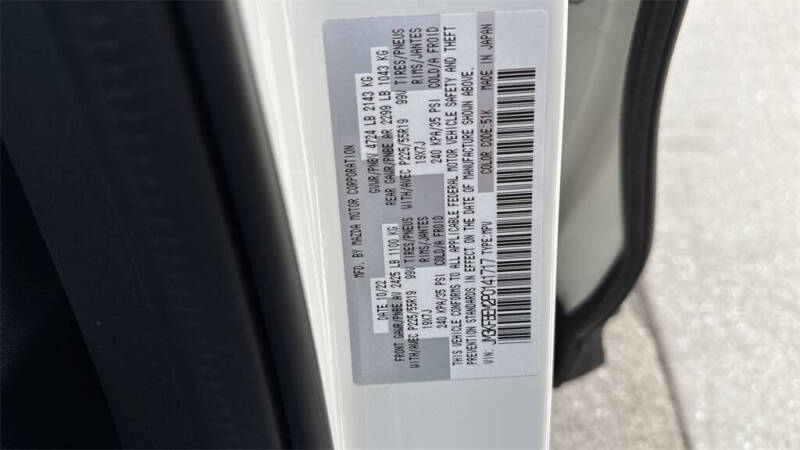 MFD. BY MAZDA MOTOR CORPORATION
DATE: 10/22 GVWR/PNBV 4724 LB 2143 KG
FRONT GAWR/PNBE AV 2425 LB 1100 KG REAR GAWR/PNBE AR 2299 LB 1043 KG
WITH/AVEC P225/55R19 99V TIRES/PNEUS WITH/AVEC P225/55R19 99V TIRES/PNEUS
19X7J RIMS/JANTES 19X7J RIMS/JANTES
240 KPA/35 PSI COLD/A FROID 240 KPA/35 PSI COLD/A FROID
THIS VEHICLE CONFORMS TO ALL APPLICABLE FEDERAL MOTOR VEHICLE SAFETY AND THEFT
PREVENTION STANDARDS IN EFFECT ON THE DATE OF MANUFACTURE SHOWN ABOVE.
VIN: TYPE:MPV COLOR CODE:51K MADE IN JAPAN